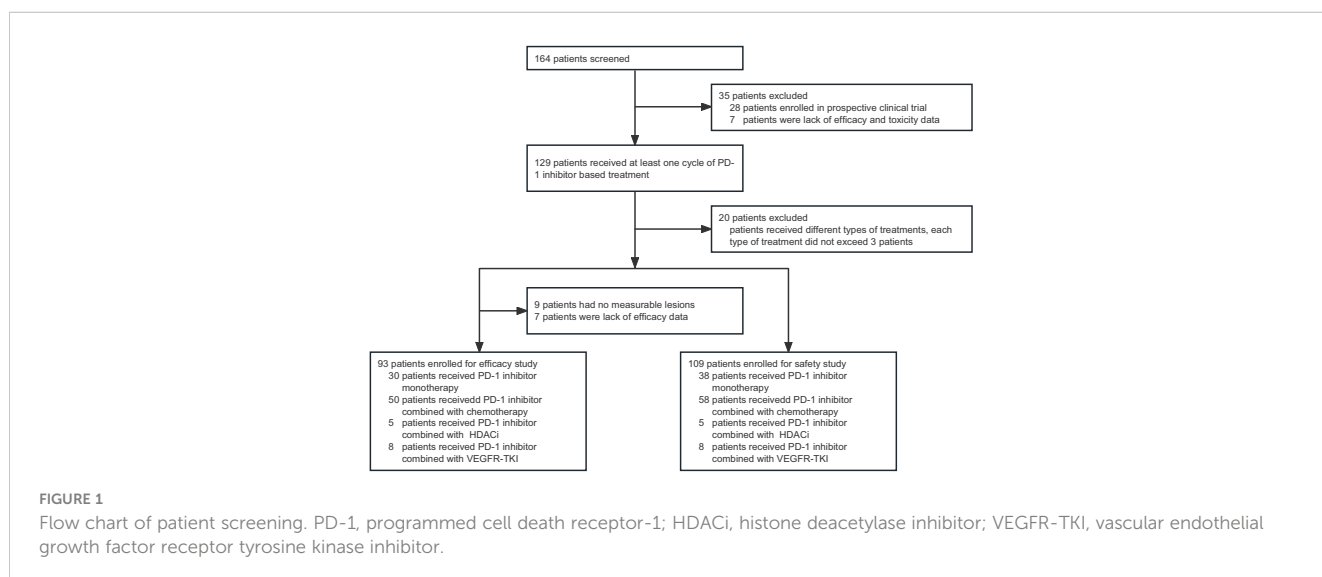 164 patients screened
35 patients excluded
28 patients enrolled in prospective clinical trial
7 patients were lack of efficacy and toxicity data
129 patients received at least one cycle of PD-
1 inhibitor based treatment
20 patients excluded
patients received different types of treatments, each
type of treatment did not exceed 3 patients
9 patients had no measurable lesions
7 patients were lack of efficacy data
93 patients enrolled for efficacy study
30 patients received PD-1 inhibitor
monotherapy
50 patients receivedd PD-1 inhibitor
combined with chemotherapy
5 patients received PD-1 inhibitor
combined with HDACi
8 patients received PD-1 inhibitor
combined with VEGFR-TKI
109 patients enrolled for safety study
38 patients received PD-1 inhibitor
monotherapy
58 patients receivedd PD-1 inhibitor
combined with chemotherapy
5 patients received PD-1 inhibitor
combined with HDACi
8 patients received PD-1 inhibitor
combined with VEGFR-TKI
FIGURE 1
Flow chart of patient screening. PD-1, programmed cell death receptor-1; HDACi, histone deacetylase inhibitor; VEGFR-TKI, vascular endothelial
growth factor receptor tyrosine kinase inhibitor.